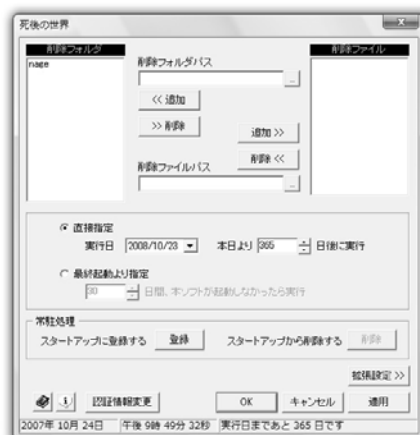 死後の世界
削除フォルダ
nage
削除フォルダパス
...
<< 追加
>> 削除
削除ファイル
追加 >>
削除 <<
削除ファイルパス
...
直接指定
実行日 2008/10/23 本日より 365 日後に実行
最終起動より指定
30 日間、本ソフトが起動しなかったら実行
常駐処理
スタートアップに登録する 登録 スタートアップから削除する 削除
拡張設定 >>
認証情報変更 OK キャンセル 適用
2007年 10月 24日 午後 9時 49分 32秒 実行日まであと 365 日です